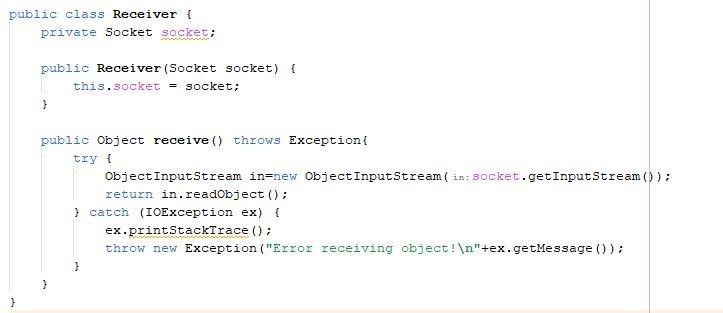 public class Receiver {
    private Socket socket;

    public Receiver(Socket socket) {
        this.socket = socket;
    }

    public Object receive() throws Exception{
        try {
            ObjectInputStream in=new ObjectInputStream( in: socket.getInputStream());
            return in.readObject();
        } catch (IOException ex) {
            ex.printStackTrace();
            throw new Exception("Error receiving object!\n"+ex.getMessage());
        }
    }
}